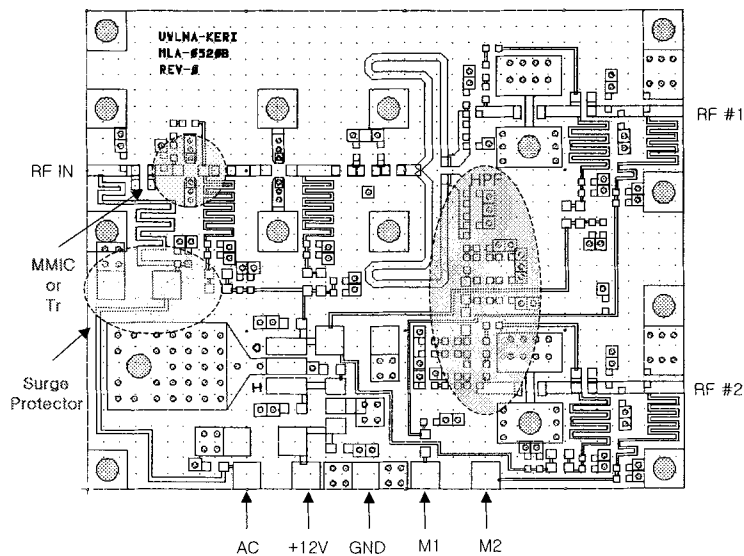 UWLNA-KERI
MLA-0520B
REV-0
RF #1
RF IN
HPF
MMIC
or
Tr
Surge
Protector
RF #2
AC
+12V
GND
M1
M2